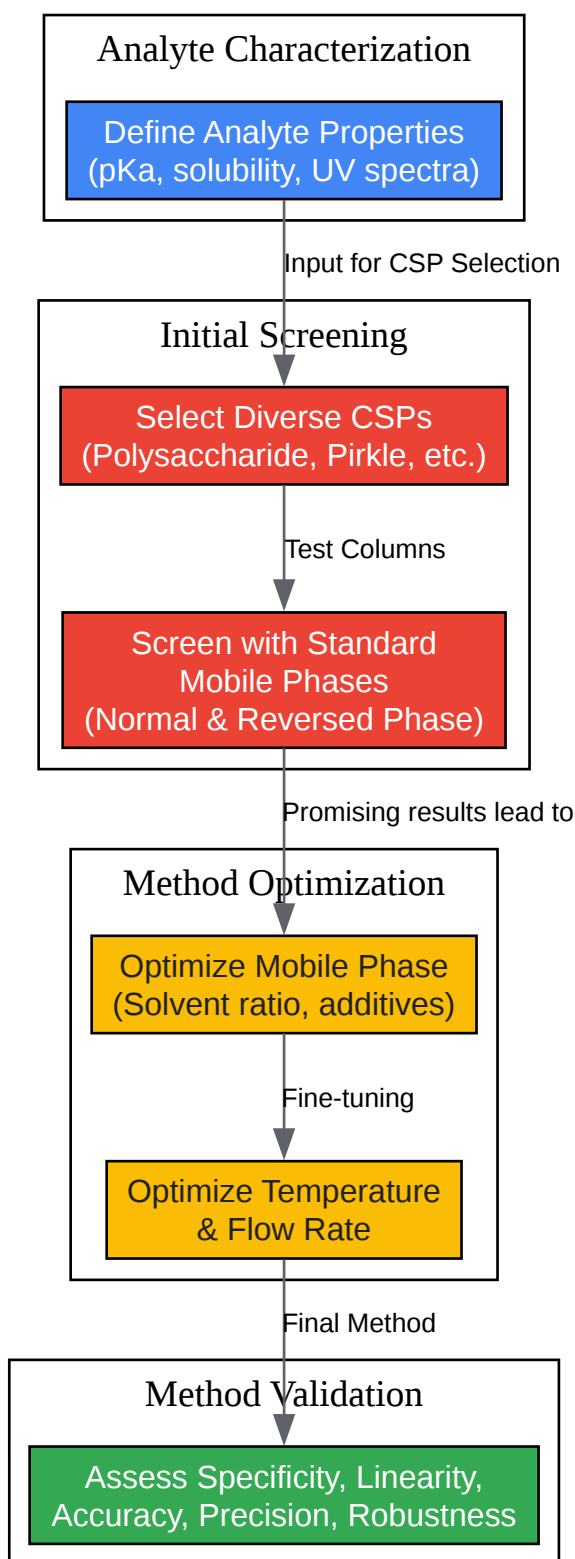 Analyte Characterization
Define Analyte Properties
(pKa, solubility, UV spectra)
Input for CSP Selection
Initial Screening
Select Diverse CSPs
(Polysaccharide, Pirkle, etc.)
Test Columns
Screen with Standard
Mobile Phases
(Normal & Reversed Phase)
Promising results lead to
Method Optimization
Optimize Mobile Phase
(Solvent ratio, additives)
Fine-tuning
Optimize Temperature
& Flow Rate
Final Method
Method Validation
Assess Specificity, Linearity,
Accuracy, Precision, Robustness